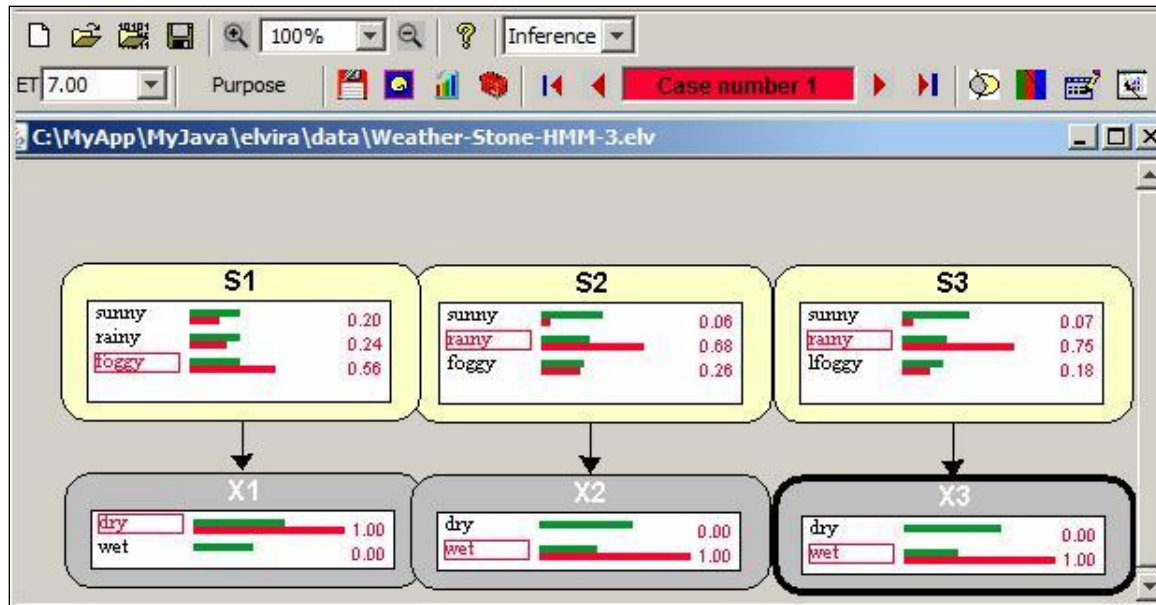 100% Inference
ET 7.00 Purpose Case number 1
C:\MyApp\MyJava\elvira\data\Weather-Stone-HMM-3.elv
S1
sunny 0.20
rainy 0.24
foggy 0.56
S2
sunny 0.06
rainy 0.68
foggy 0.26
S3
sunny 0.07
rainy 0.75
lfoggy 0.18
X1
dry 1.00
wet 0.00
X2
dry 0.00
wet 1.00
X3
dry 0.00
wet 1.00